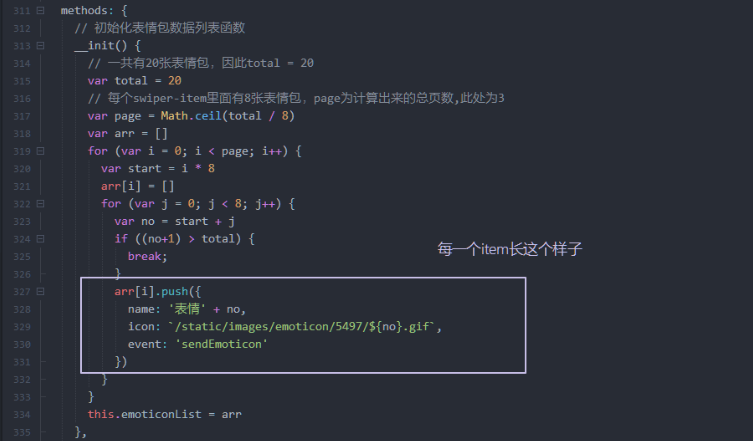 311 methods: {
312 // 初始化表情包数据列表函数
313 __init() {
314 // 一共有20张表情包，因此total = 20
315 var total = 20
316 // 每个swiper-item里面有8张表情包，page为计算出来的总页数,此处为3
317 var page = Math.ceil(total / 8)
318 var arr = []
319 for (var i = 0; i < page; i++) {
320 var start = i * 8
321 arr[i] = []
322 for (var j = 0; j < 8; j++) {
323 var no = start + j
324 if ((no+1) > total) {
每一个item长这个样子
325 break;
326 }
327 arr[i].push({
328 name: '表情' + no,
329 icon: `/static/images/emoticon/5497/${no}.gif`,
330 event: 'sendEmoticon'
331 })
332 }
333 }
334 this.emoticonList = arr
335 },